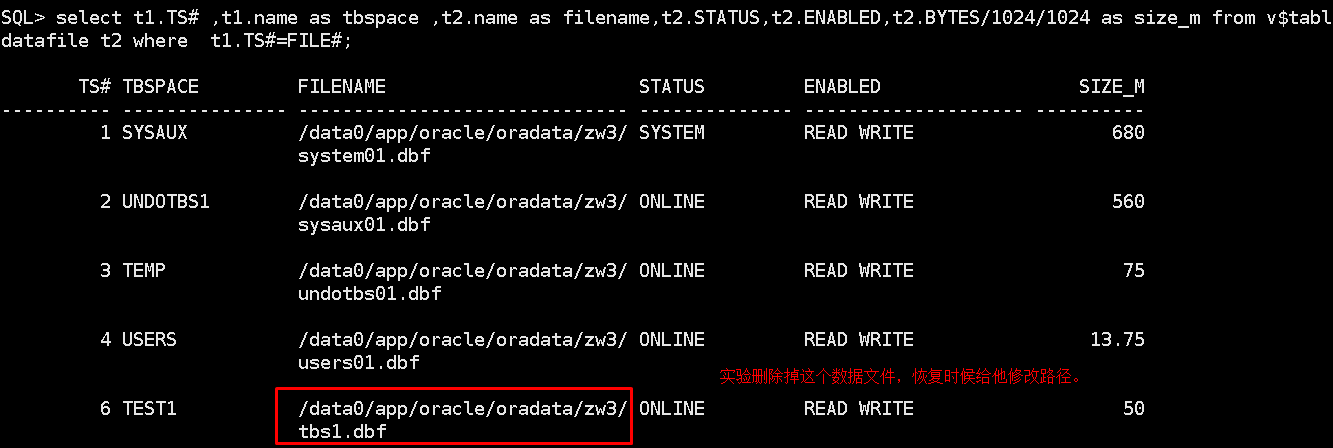 SQL> select t1.TS# ,t1.name as tbspace ,t2.name as filename,t2.STATUS,t2.ENABLED,t2.BYTES/1024/1024 as size_m from v$tabl
datafile t2 where  t1.TS#=FILE#;
TS# TBSPACE FILENAME STATUS ENABLED SIZE_M
---------- --------------- ------------------------------ -------------- -------------------- ----------
1 SYSAUX /data0/app/oracle/oradata/zw3/ SYSTEM READ WRITE 680
system01.dbf
2 UNDOTBS1 /data0/app/oracle/oradata/zw3/ ONLINE READ WRITE 560
sysaux01.dbf
3 TEMP /data0/app/oracle/oradata/zw3/ ONLINE READ WRITE 75
undotbs01.dbf
4 USERS /data0/app/oracle/oradata/zw3/ ONLINE READ WRITE 13.75
users01.dbf
实验删除掉这个数据文件，恢复时候给他修改路径。
6 TEST1 /data0/app/oracle/oradata/zw3/ ONLINE READ WRITE 50
tbs1.dbf